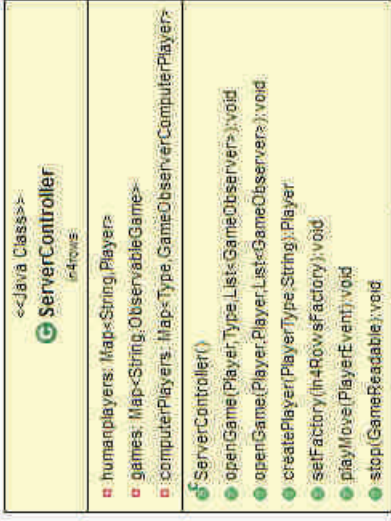 <<Java Class>>
ServerController
in4rows
humanplayers: Map<String,Player>
games: Map<String,ObservableGame>
computerPlayers: Map<Type,GameObserverComputerPlayer>
ServerController()
openGame(Player,Type,List<GameObserver>):void
openGame(Player,Player,List<GameObserver>):void
createPlayer(PlayerType,String):Player
setFactory(In4RowsFactory):void
playMove(PlayerEvent):void
stop(GameReadable):void